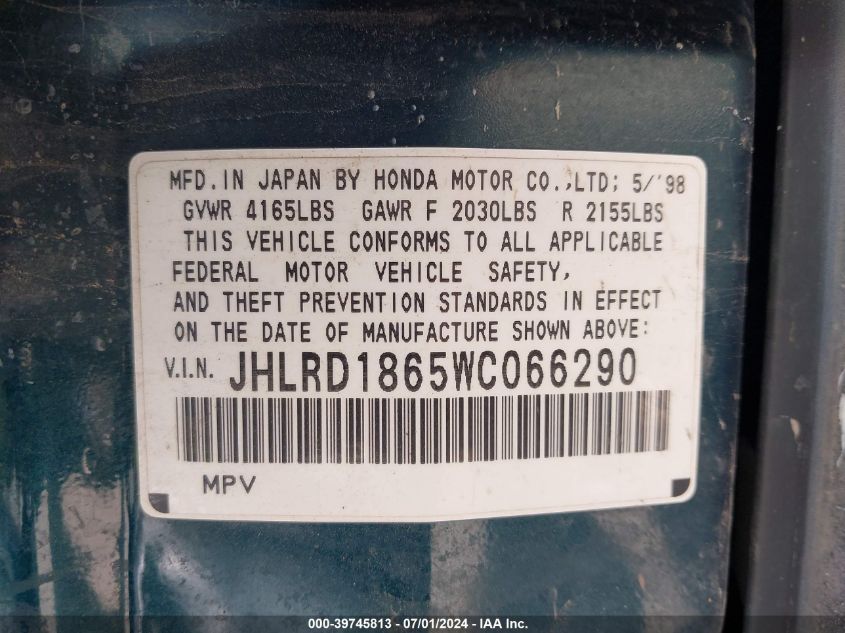 MFD. IN JAPAN BY HONDA MOTOR CO.,LTD; 5/'98
GVWR 4165LBS GAWR F 2030LBS R 2155LBS
THIS VEHICLE CONFORMS TO ALL APPLICABLE
FEDERAL MOTOR VEHICLE SAFETY,
AND THEFT PREVENTION STANDARDS IN EFFECT
ON THE DATE OF MANUFACTURE SHOWN ABOVE:
V.I.N. JHLRD1865WC066290
MPV
000-39745813 - 07/01/2024 - IAA Inc.